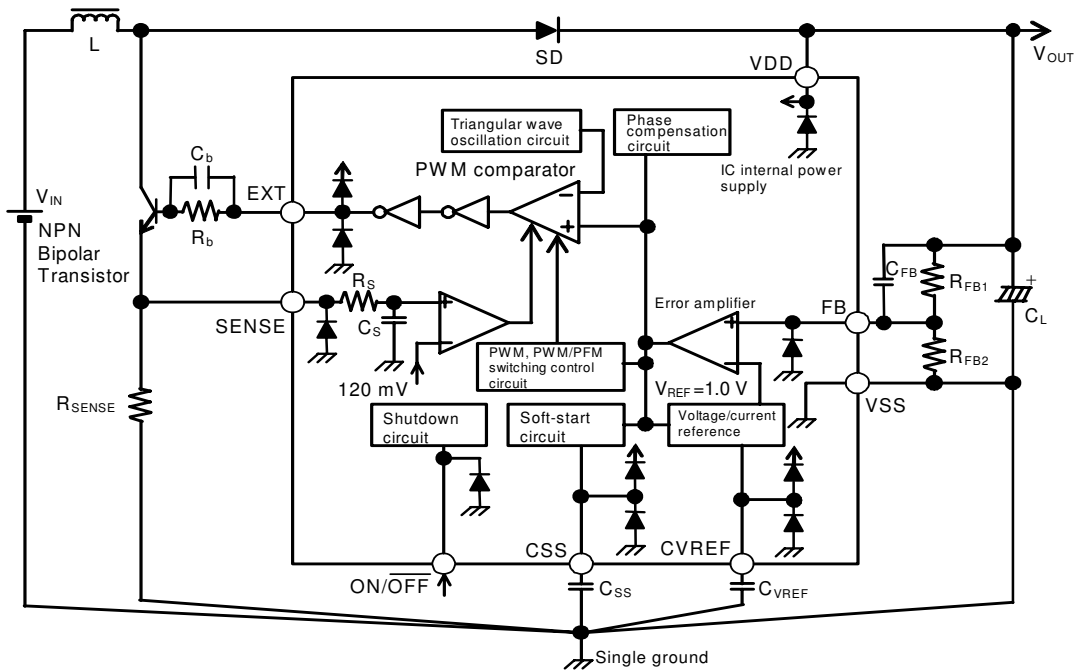 L
SD
VOUT
VDD
Triangular wave
oscillation circuit
Phase
compensation
circuit
PWM comparator
IC internal power
supply
Cb
Rb
EXT
VIN
NPN
Bipolar
Transistor
−
+
RS
CS
SENSE
+
−
120 mV
Error amplifier
+
−
FB
CFB
RFB1
RFB2
+
CL
PWM, PWM/PFM
switching control
circuit
VREF=1.0 V
VSS
RSENSE
Shutdown
circuit
Soft-start
circuit
Voltage/current
reference
ON/OFF
CSS
CVREF
CSS
CVREF
Single ground